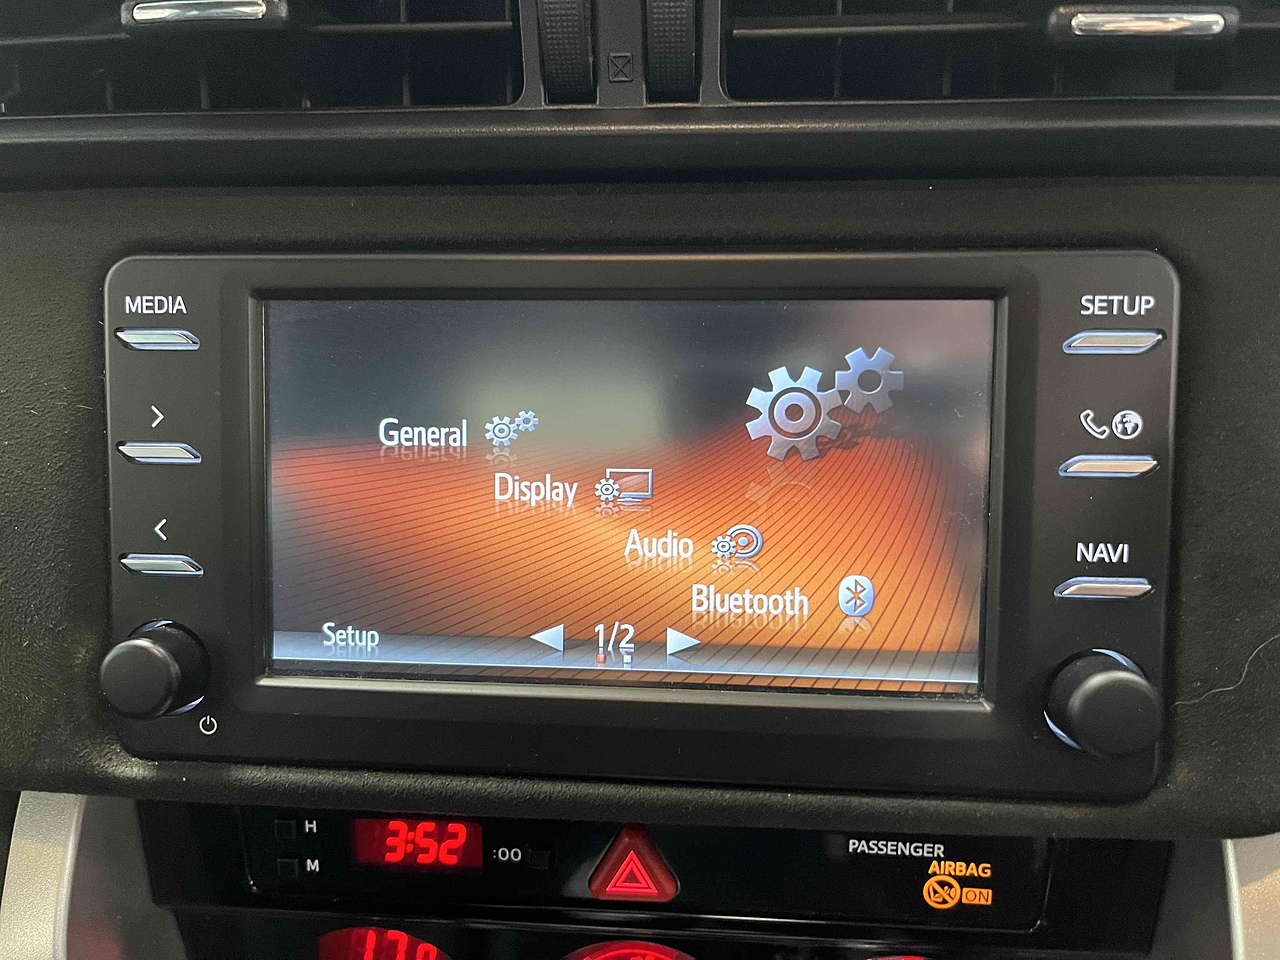 MEDIA
SETUP
General
Display
Audio
Bluetooth
NAVI
Setup
1/2
H
M
3:52
:00
PASSENGER
AIRBAG
ON